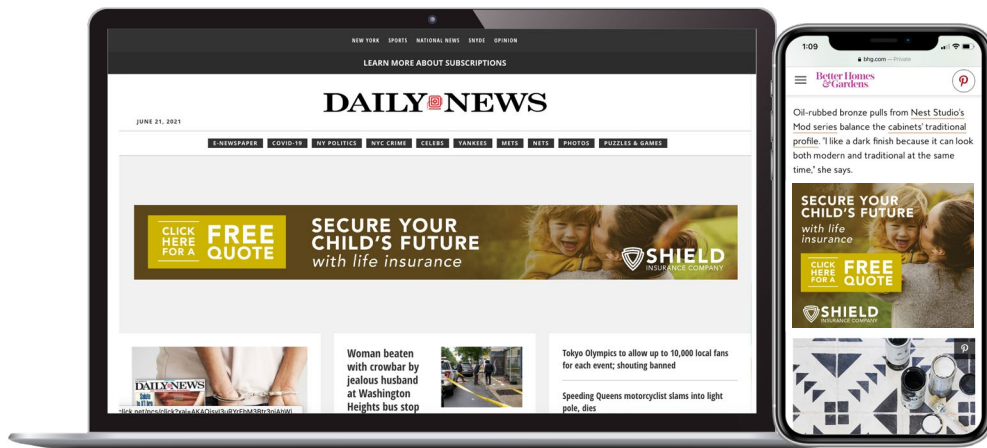 NEW YORK SPORTS NATIONAL NEWS SNYDE OPINION
LEARN MORE ABOUT SUBSCRIPTIONS
DAILY NEWS
JUNE 21, 2021
E-NEWSPAPER COVID-19 NY POLITICS NYC CRIME CELEBS YANKEES METS NETS PHOTOS PUZZLES & GAMES
CLICK
HERE
FOR A
FREE
QUOTE
SECURE YOUR
CHILD'S FUTURE
with life insurance
SHIELD
INSURANCE COMPANY
DAILY NEWS
Woman beaten
with crowbar by
jealous husband
at Washington
Heights bus stop
Tokyo Olympics to allow up to 10,000 local fans
for each event; shouting banned
Speeding Queens motorcyclist slams into light
pole, dies
1:09
bhg.com — Private
Better Homes
& Gardens
Oil-rubbed bronze pulls from Nest Studio's
Mod series balance the cabinets' traditional
profile. "I like a dark finish because it can look
both modern and traditional at the same
time," she says.
SECURE YOUR
CHILD'S FUTURE
with life
insurance
CLICK
HERE
FOR A
FREE
QUOTE
SHIELD
INSURANCE COMPANY